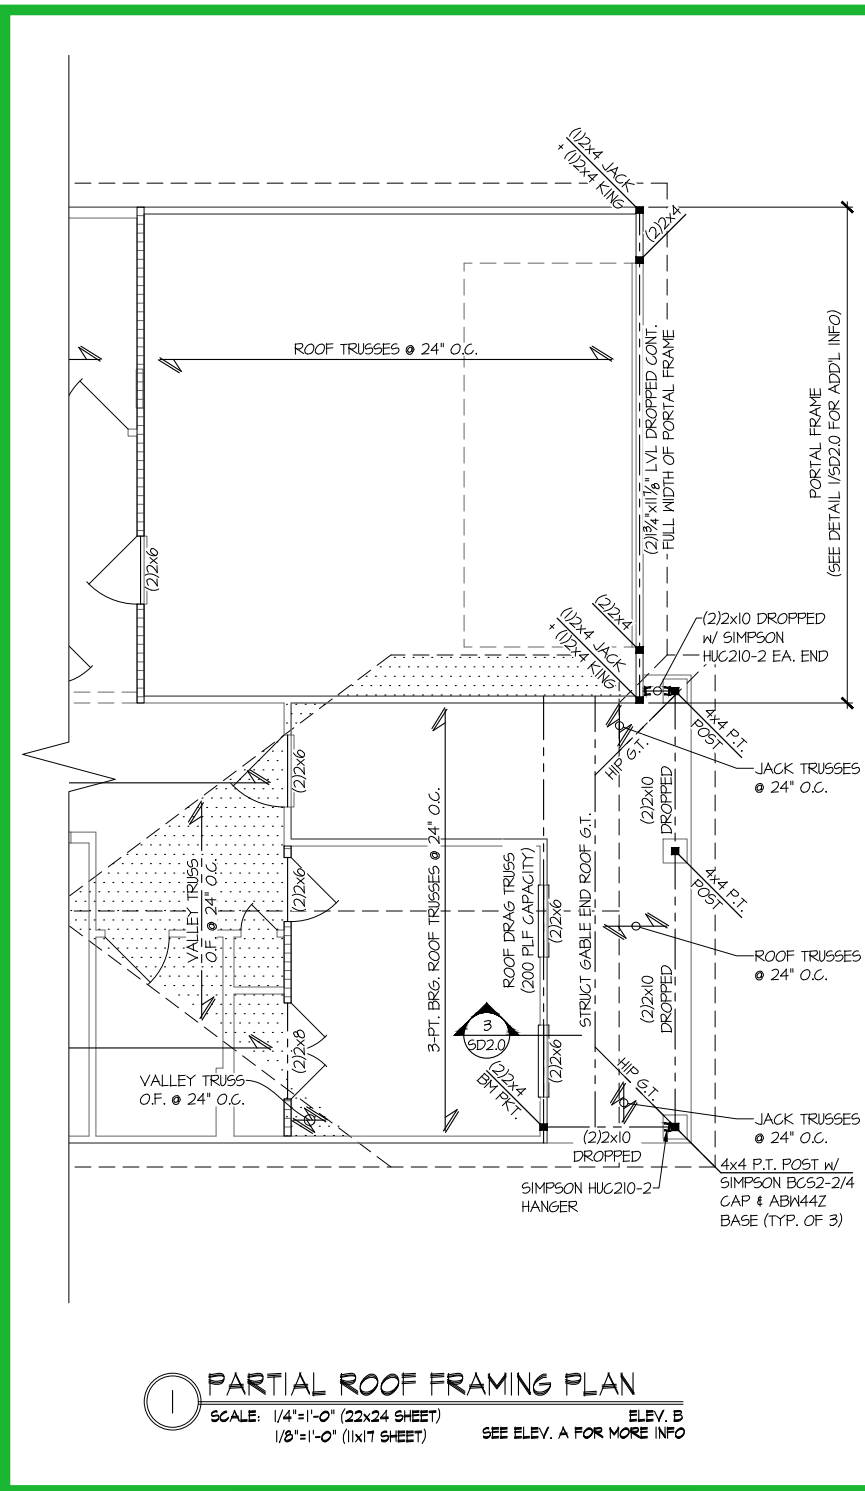 (1)2x4 JACK
+ (1)2x4 KING
(2)2x4
ROOF TRUSSES @ 24" O.C.
(2)1¾"x11⅞" LVL DROPPED CONT.
FULL WIDTH OF PORTAL FRAME
PORTAL FRAME
(SEE DETAIL 1/SD2.0 FOR ADD'L INFO)
(2)2x6
(2)2x4
(1)2x4 JACK
+ (1)2x4 KING
(2)2x10 DROPPED
W/ SIMPSON
HUC210-2 EA. END
4x4 P.T.
POST
HIP G.T.
JACK TRUSSES
@ 24" O.C.
(2)2x6
(2)2x10
DROPPED
3-PT. BRG. ROOF TRUSSES @ 24" O.C.
ROOF DRAG TRUSS
(200 PLF CAPACITY)
STRUCT GABLE END ROOF G.T.
VALLEY TRUSS
O.F. @ 24" O.C.
(2)2x6
(2)2x6
4x4 P.T.
POST
ROOF TRUSSES
@ 24" O.C.
(2)2x10
DROPPED
3
SD2.0
(2)2x8
(2)2x6
(2)2x4
BM PKT.
HIP G.T.
VALLEY TRUSS
O.F. @ 24" O.C.
JACK TRUSSES
@ 24" O.C.
(2)2x10
DROPPED
SIMPSON HUC210-2
HANGER
4x4 P.T. POST W/
SIMPSON BCS2-2/4
CAP & ABW44Z
BASE (TYP. OF 3)
1
PARTIAL ROOF FRAMING PLAN
SCALE: 1/4"=1'-0" (22x24 SHEET)
1/8"=1'-0" (11x17 SHEET)
ELEV. B
SEE ELEV. A FOR MORE INFO